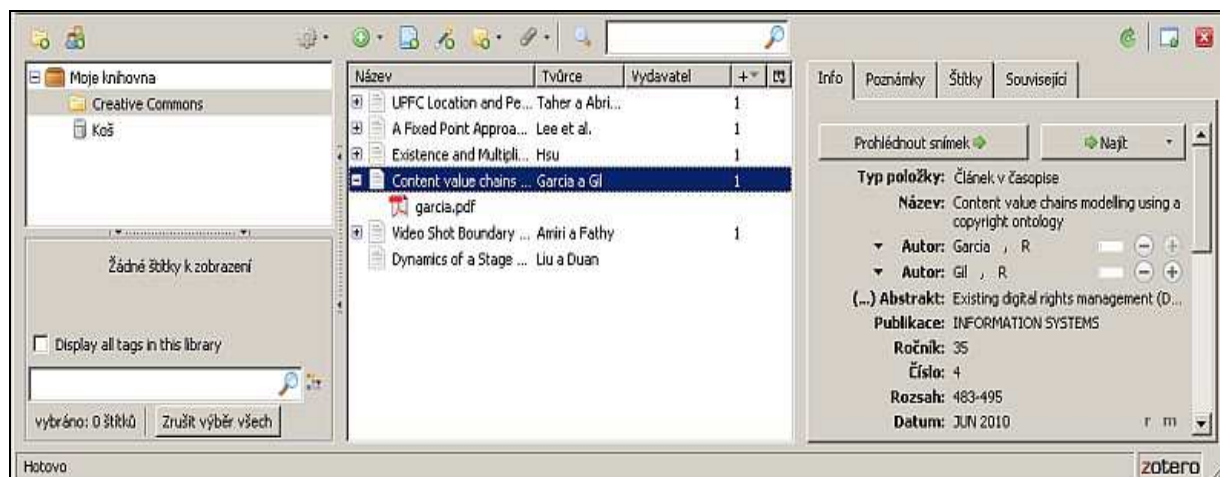 Moje knihovna
Creative Commons
Koš
Žádné štítky k zobrazení
Display all tags in this library
vybráno: 0 štítků Zrušit výběr všech
Název Tvůrce Vydavatel +
UPFC Location and Pe... Taher a Abri... 1
A Fixed Point Approa... Lee et al. 1
Existence and Multipli... Hsu 1
Content value chains ... Garcia a Gil 1
garcia.pdf
Video Shot Boundary ... Amiri a Fathy 1
Dynamics of a Stage ... Liu a Duan
Info Poznámky Štítky Související
Prohlédnout snímek Najít
Typ položky: Článek v časopise
Název: Content value chains modelling using a
copyright ontology
Autor: Garcia , R
Autor: Gil , R
(...) Abstrakt: Existing digital rights management (D...
Publikace: INFORMATION SYSTEMS
Ročník: 35
Číslo: 4
Rozsah: 483-495
Datum: JUN 2010 r m
Hotovo
zotero